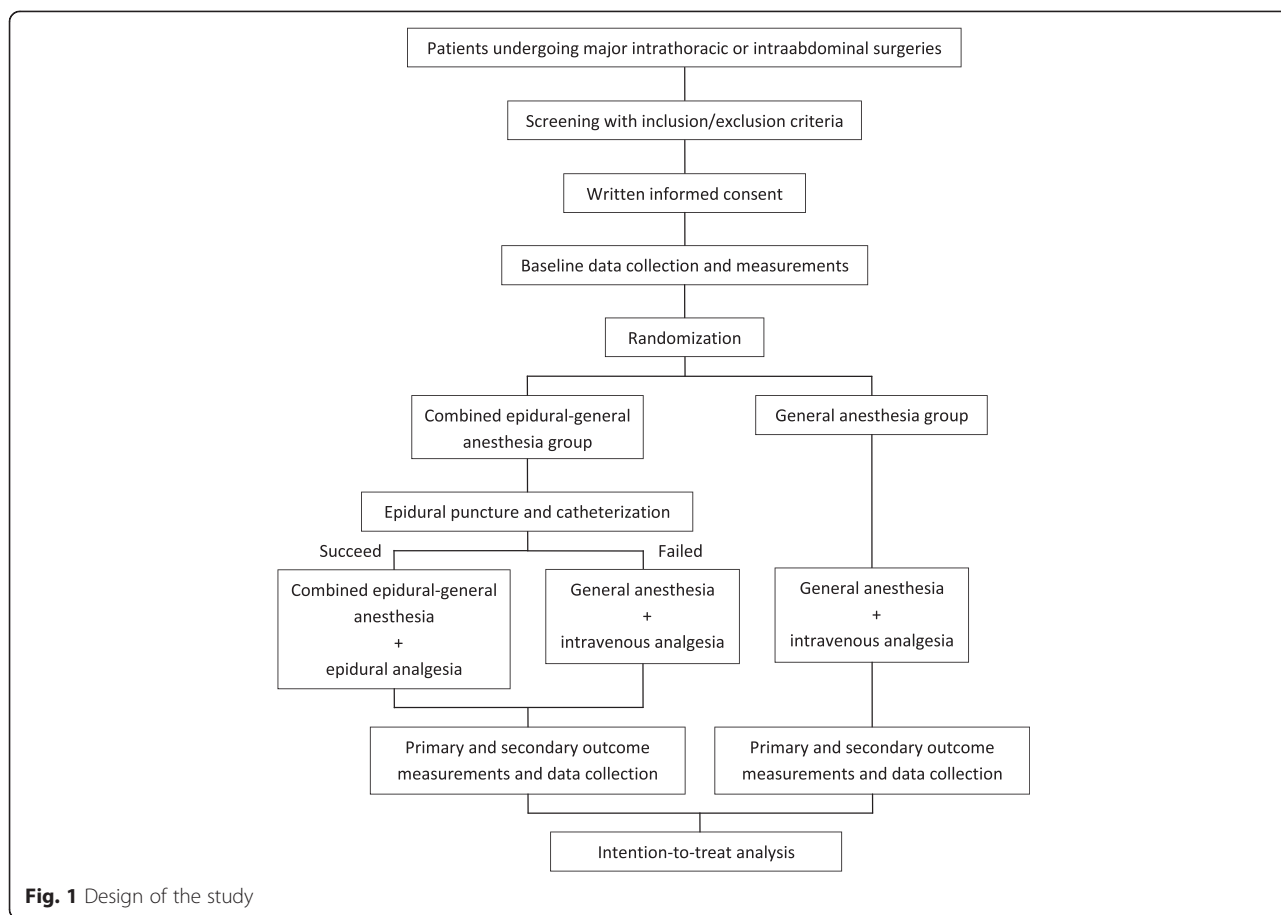 Patients undergoing major intrathoracic or intraabdominal surgeries
Screening with inclusion/exclusion criteria
Written informed consent
Baseline data collection and measurements
Randomization
Combined epidural-general
anesthesia group
General anesthesia group
Epidural puncture and catheterization
Succeed
Failed
Combined epidural-general
anesthesia
+
epidural analgesia
General anesthesia
+
intravenous analgesia
General anesthesia
+
intravenous analgesia
Primary and secondary outcome
measurements and data collection
Primary and secondary outcome
measurements and data collection
Intention-to-treat analysis
Fig. 1 Design of the study